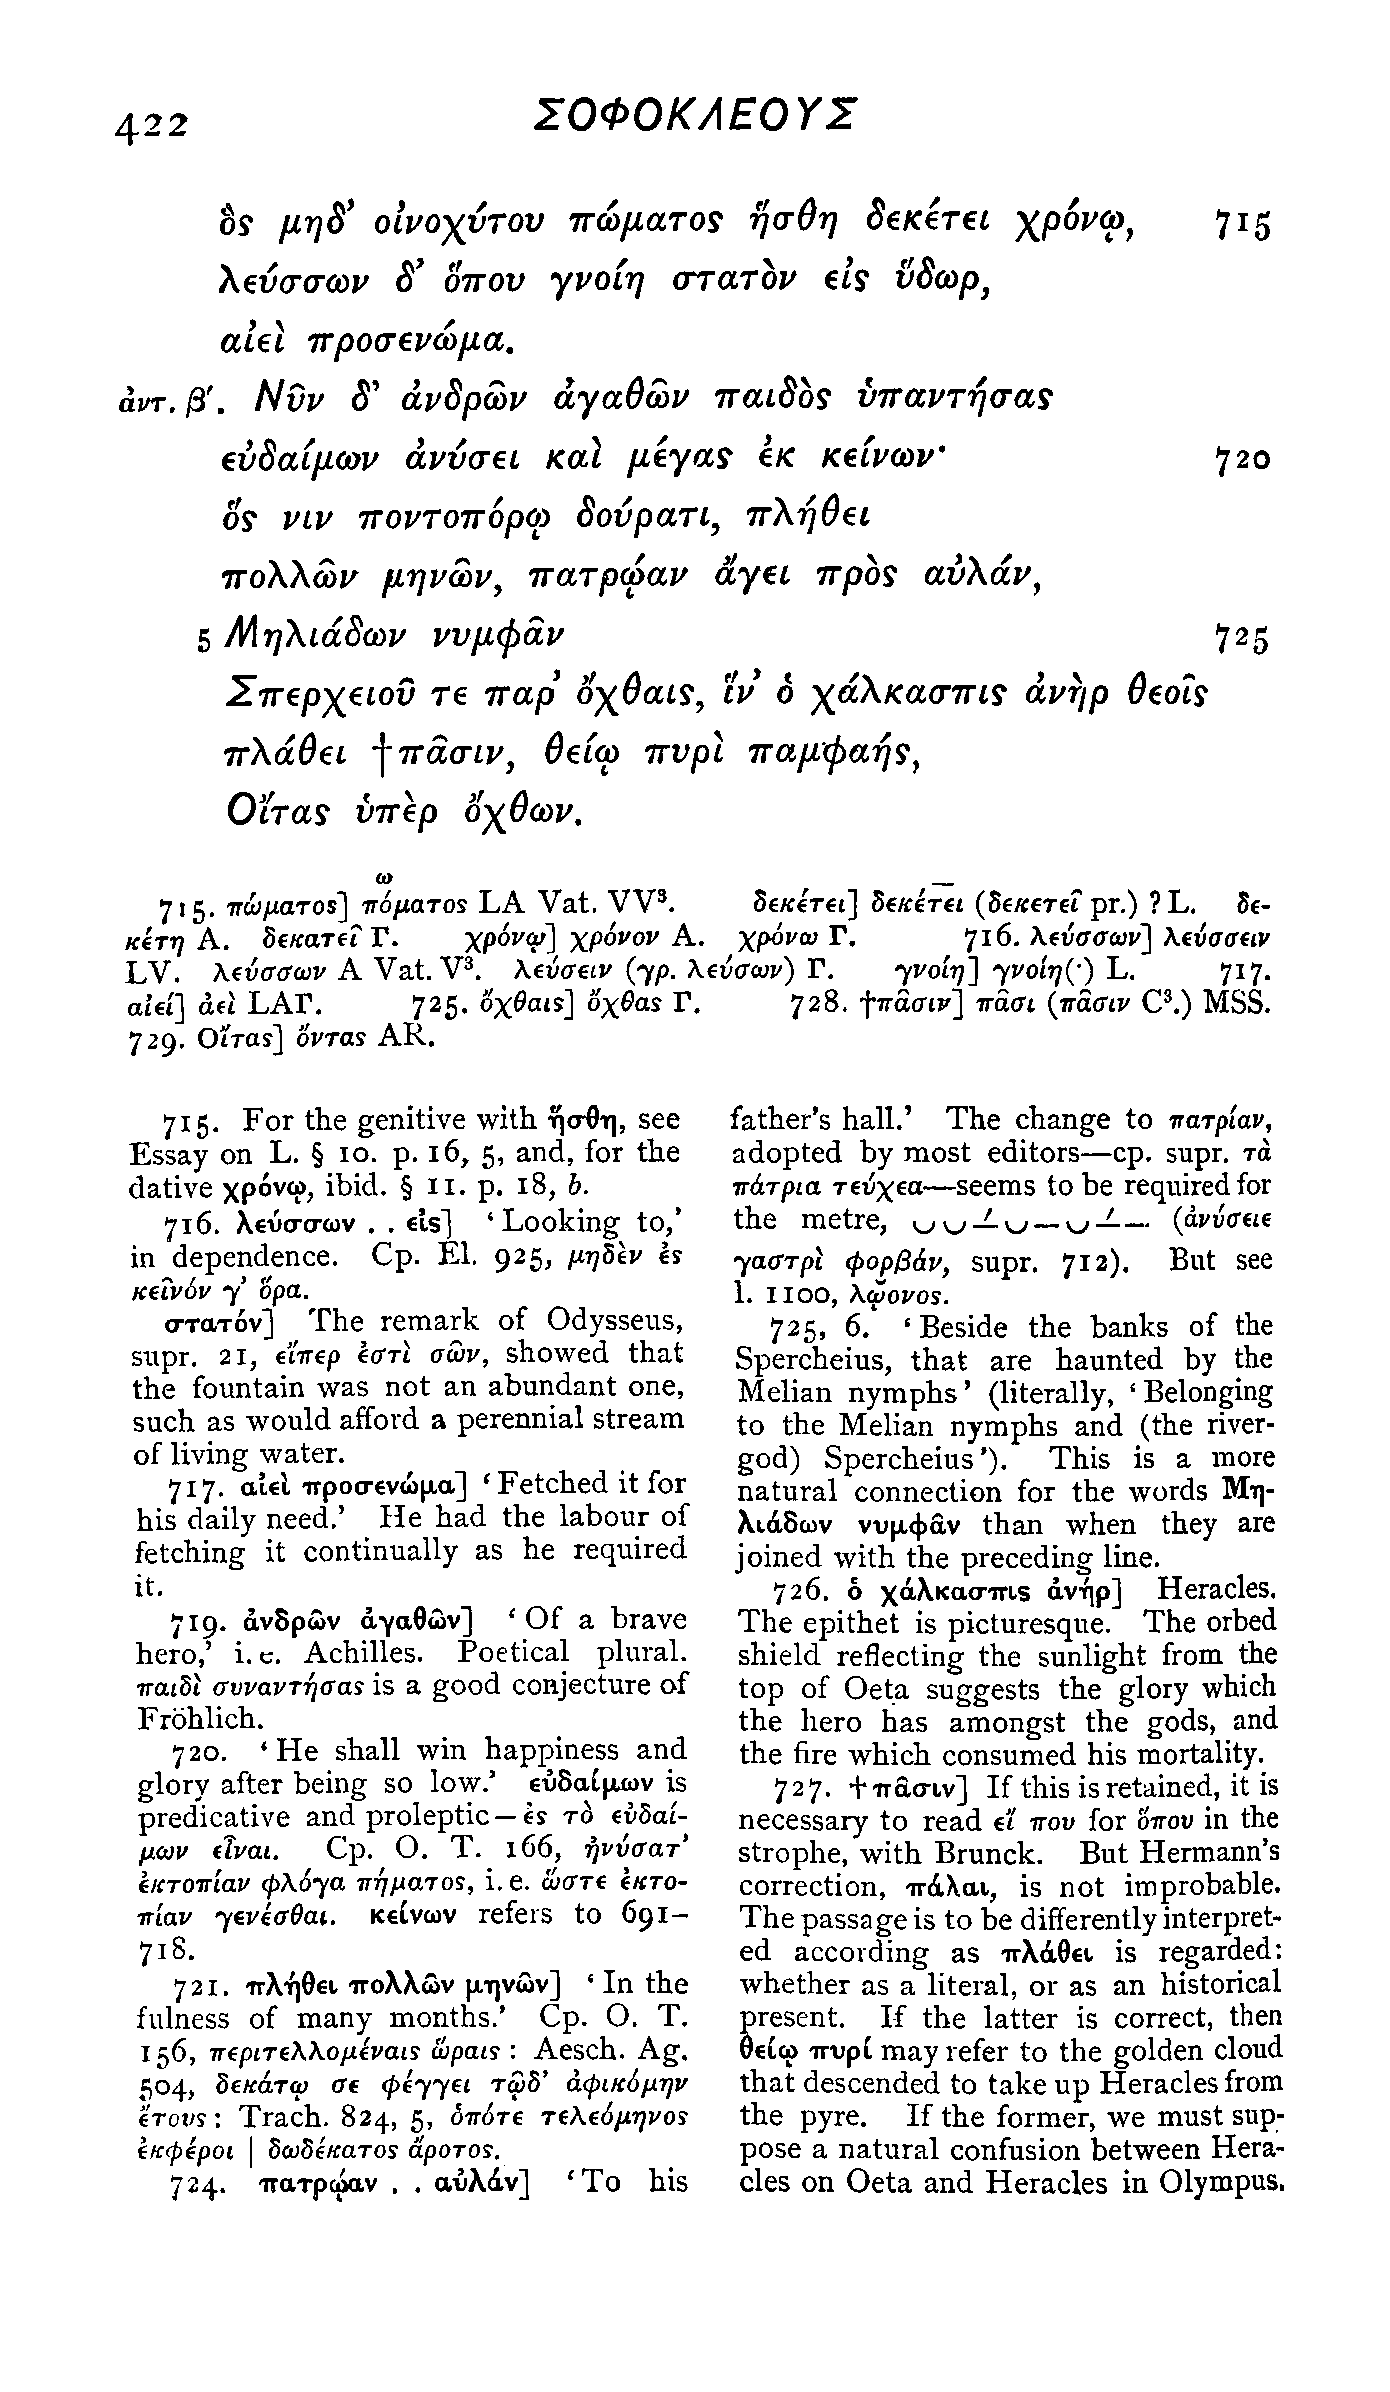 422 ΣΟΦΟΚΛΕΟΥΣ
ὃς μηδ’ οἰνοχύτου πώματος ἥσθη δεκέτει χρόνῳ, 715
λεύσσων δ’ ὅπου γνοίη στατὸν εἰς ὕδωρ,
αἰεὶ προσενώμα.
ἀντ. β΄. Νῦν δ’ ἀνδρῶν ἀγαθῶν παιδὸς ὑπαντήσας
εὐδαίμων ἀνύσει καὶ μέγας ἐκ κείνων· 720
ὅς νιν ποντοπόρῳ δούρατι, πλήθει
πολλῶν μηνῶν, πατρῴαν ἄγει πρὸς αὐλάν,
5 Μηλιάδων νυμφᾶν 725
Σπερχειοῦ τε παρ’ ὄχθαις, ἵν’ ὁ χάλκασπις ἀνὴρ θεοῖς
πλάθει †πᾶσιν, θείῳ πυρὶ παμφαής,
Οἴτας ὑπὲρ ὄχθων.
ω
715. πώματος] πόματος LA Vat. VV³. δεκέτει] δεκέτει (δεκετεῖ pr.) ? L. δε-
κέτη A. δεκατεῖ Γ. χρόνῳ] χρόνον A. χρόνω Γ. 716. λεύσσων] λεύσσειν
LV. λεύσσων A Vat. V³. λεύσειν (γρ. λεύσων) Γ. γνοίη] γνοίη(·) L. 717.
αἰεί] ἀεὶ LAΓ. 725. ὄχθαις] ὄχθας Γ. 728. †πᾶσιν] πᾶσι (πᾶσιν C³.) MSS.
729. Οἴτας] ὄντας AR.
715. For the genitive with ἥσθη, see
Essay on L. § 10. p. 16, 5, and, for the
dative χρόνῳ, ibid. § 11. p. 18, b.
716. λεύσσων . . εἰς] ‘Looking to,’
in dependence. Cp. El. 925, μηδὲν ἐς
κεῖνόν γ’ ὅρα.
στατόν] The remark of Odysseus,
supr. 21, εἴπερ ἐστὶ σῶν, showed that
the fountain was not an abundant one,
such as would afford a perennial stream
of living water.
717. αἰεὶ προσενώμα] ‘Fetched it for
his daily need.’ He had the labour of
fetching it continually as he required
it.
719. ἀνδρῶν ἀγαθῶν] ‘Of a brave
hero,’ i. e. Achilles. Poetical plural.
παιδὶ συναντήσας is a good conjecture of
Fröhlich.
720. ‘He shall win happiness and
glory after being so low.’ εὐδαίμων is
predicative and proleptic—ἐς τὸ εὐδαί-
μων εἶναι. Cp. O. T. 166, ἠνύσατ’
ἐκτοπίαν φλόγα πήματος, i. e. ὥστε ἐκτο-
πίαν γενέσθαι. κείνων refers to 691–
718.
721. πλήθει πολλῶν μηνῶν] ‘In the
fulness of many months.’ Cp. O. T.
156, περιτελλομέναις ὥραις : Aesch. Ag.
504, δεκάτῳ σε φέγγει τῷδ’ ἀφικόμην
ἔτους : Trach. 824, 5, ὁπότε τελεόμηνος
ἐκφέροι | δωδέκατος ἄροτος.
724. πατρῴαν . . αὐλάν] ‘To his
father’s hall.’ The change to πατρίαν,
adopted by most editors—cp. supr. τὰ
πάτρια τεύχεα—seems to be required for
the metre, ⏑ ⏑ –́ ⏑ – ⏑ –́ –. (ἀνύσειε
γαστρὶ φορβάν, supr. 712). But see
l. 1100, λῴονος.
725, 6. ‘Beside the banks of the
Spercheius, that are haunted by the
Melian nymphs’ (literally, ‘Belonging
to the Melian nymphs and (the river-
god) Spercheius’). This is a more
natural connection for the words Μη-
λιάδων νυμφᾶν than when they are
joined with the preceding line.
726. ὁ χάλκασπις ἀνήρ] Heracles.
The epithet is picturesque. The orbed
shield reflecting the sunlight from the
top of Oeta suggests the glory which
the hero has amongst the gods, and
the fire which consumed his mortality.
727. †πᾶσιν] If this is retained, it is
necessary to read εἴ που for ὅπου in the
strophe, with Brunck. But Hermann’s
correction, πάλαι, is not improbable.
The passage is to be differently interpret-
ed according as πλάθει is regarded:
whether as a literal, or as an historical
present. If the latter is correct, then
θείῳ πυρί may refer to the golden cloud
that descended to take up Heracles from
the pyre. If the former, we must sup-
pose a natural confusion between Hera-
cles on Oeta and Heracles in Olympus.